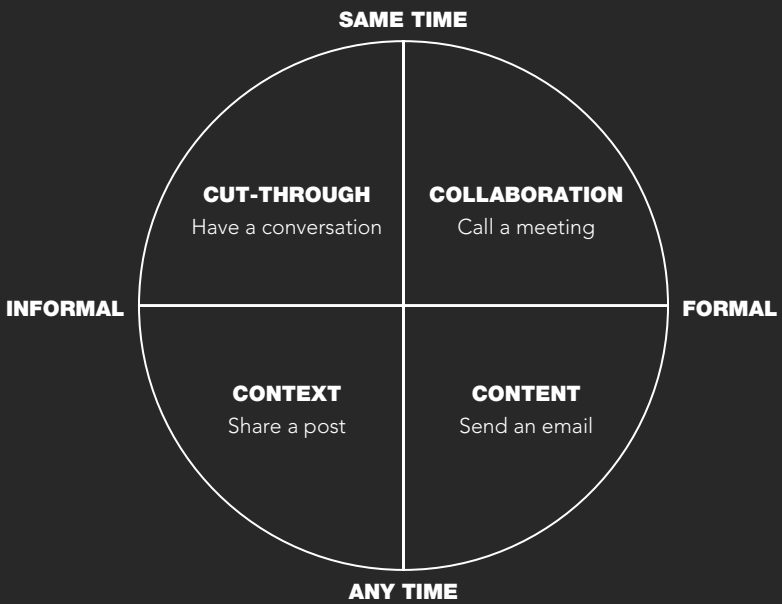 SAME TIME
CUT-THROUGH
Have a conversation
COLLABORATION
Call a meeting
INFORMAL
FORMAL
CONTEXT
Share a post
CONTENT
Send an email
ANY TIME